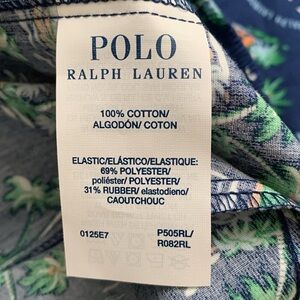 POLO
RALPH LAUREN
100% COTTON/
ALGODÓN/ COTON
ELASTIC/ELÁSTICO/ELASTIQUE:
69% POLYESTER/
poliéster/ POLYESTER/
31% RUBBER/ elastodieno/
CAOUTCHOUC
0125E7 P505RL/
R082RL